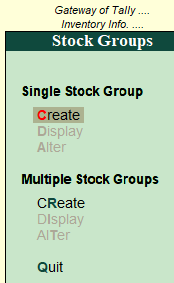 Gateway of Tally ....
Inventory Info. ....
Stock Groups
Single Stock Group
Create
Display
Alter
Multiple Stock Groups
CReate
DIsplay
AlTer
Quit